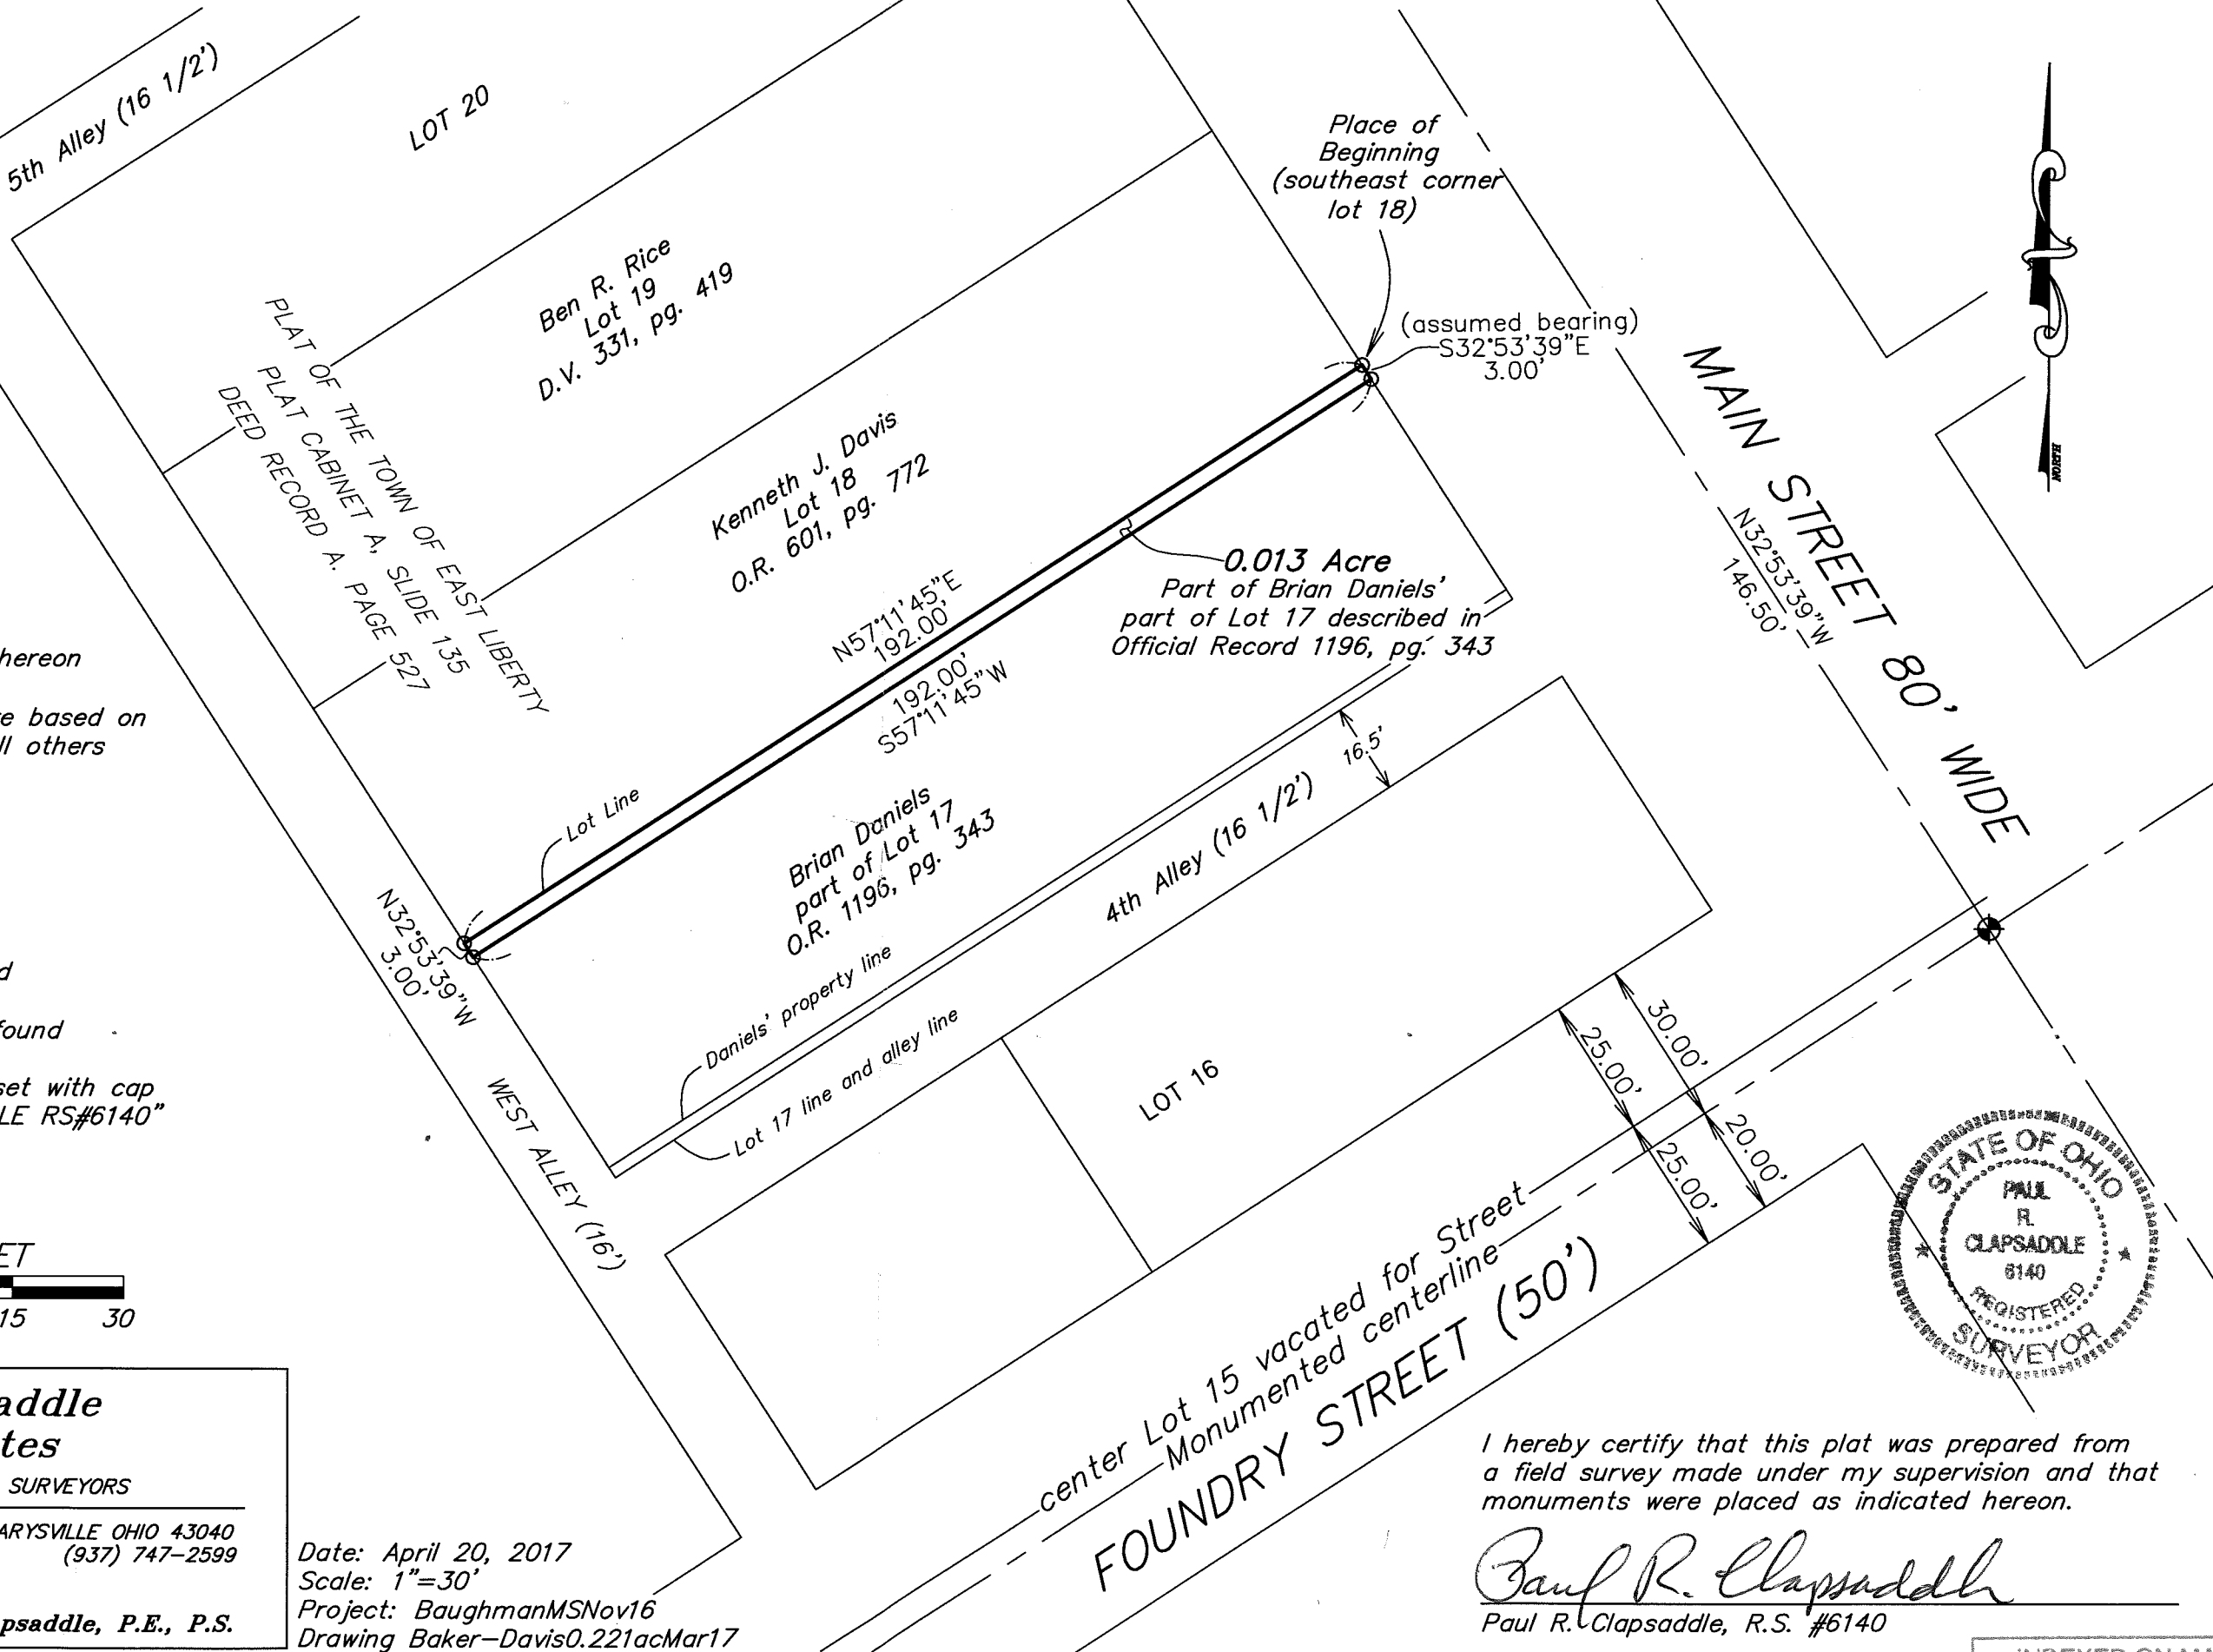 5th Alley (16 1/2')
LOT 20
Ben R. Rice
Lot 19
D.V. 331, pg. 419
Place of
Beginning
(southeast corner
lot 18)
(assumed bearing)
S32°53'39"E
3.00'
PLAT OF THE TOWN OF EAST LIBERTY
PLAT CABINET A, SLIDE 135
DEED RECORD A. PAGE 527
Kenneth J. Davis
Lot 18
O.R. 601, pg. 772
MAIN STREET 80' WIDE
N32°53'39"W
146.50'
0.013 Acre
Part of Brian Daniels'
part of Lot 17 described in
Official Record 1196, pg. 343
N57°11'45"E
192.00'
192.00'
S57°11'45"W
16.5'
hereon
e based on
ll others
Lot Line
Brian Daniels
part of Lot 17
O.R. 1196, pg. 343
4th Alley (16 1/2')
N32°53'39"W
3.00'
Daniels' property line
Lot 17 line and alley line
d
found
set with cap
LE RS#6140"
WEST ALLEY (16')
LOT 16
30.00'
25.00'
20.00'
25.00'
ET
15 30
center Lot 15 vacated for Street
Monumented centerline
FOUNDRY STREET (50')
STATE OF OHIO
PAUL
R.
CLAPSADDLE
6140
REGISTERED
SURVEYOR
addle
tes
SURVEYORS
ARYSVILLE OHIO 43040
(937) 747-2599
psaddle, P.E., P.S.
Date: April 20, 2017
Scale: 1"=30'
Project: BaughmanMSNov16
Drawing Baker-Davis0.221acMar17
I hereby certify that this plat was prepared from
a field survey made under my supervision and that
monuments were placed as indicated hereon.
Paul R. Clapsaddle
Paul R. Clapsaddle, R.S. #6140